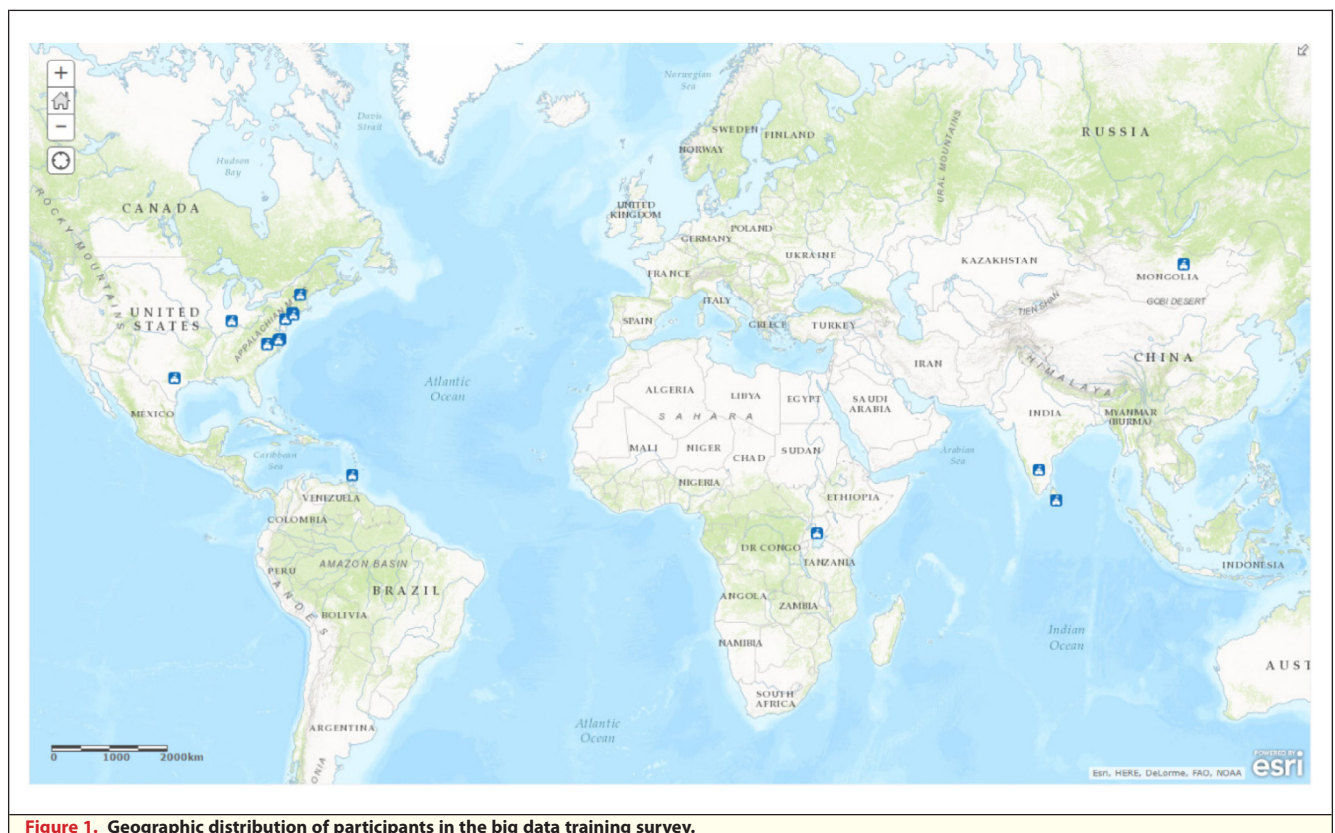 +
−
Norwegian
Sea
Davis
Strait
SWEDEN
FINLAND
NORWAY
RUSSIA
URAL MOUNTAINS
Hudson
Bay
ROCKY MOUNTAINS
CANADA
UNITED
KINGDOM
POLAND
GERMANY
UKRAINE
KAZAKHSTAN
FRANCE
MONGOLIA
GOBI DESERT
ITALY
TIEN SHAN
UNITED
STATES
APPALACHIAN M
SPAIN
GREECE
TURKEY
CHINA
HIMALAYA
IRAN
Atlantic
Ocean
ALGERIA
LIBYA
EGYPT
SAUDI
ARABIA
MEXICO
SAHARA
INDIA
MYANMAR
(BURMA)
MALI
NIGER
CHAD
SUDAN
Arabian
Sea
Caribbean
Sea
NIGERIA
ETHIOPIA
VENEZUELA
COLOMBIA
DR CONGO
TANZANIA
INDONESIA
AMAZON BASIN
PERU
BRAZIL
ANDES
BOLIVIA
ANGOLA
ZAMBIA
Indian
Ocean
NAMIBIA
AUST
SOUTH
AFRICA
Atlantic
Ocean
ARGENTINA
ONIA
0 1000 2000km
Esri, HERE, DeLorme, FAO, NOAA
POWERED BY
esri
Figure 1. Geographic distribution of participants in the big data training survey.